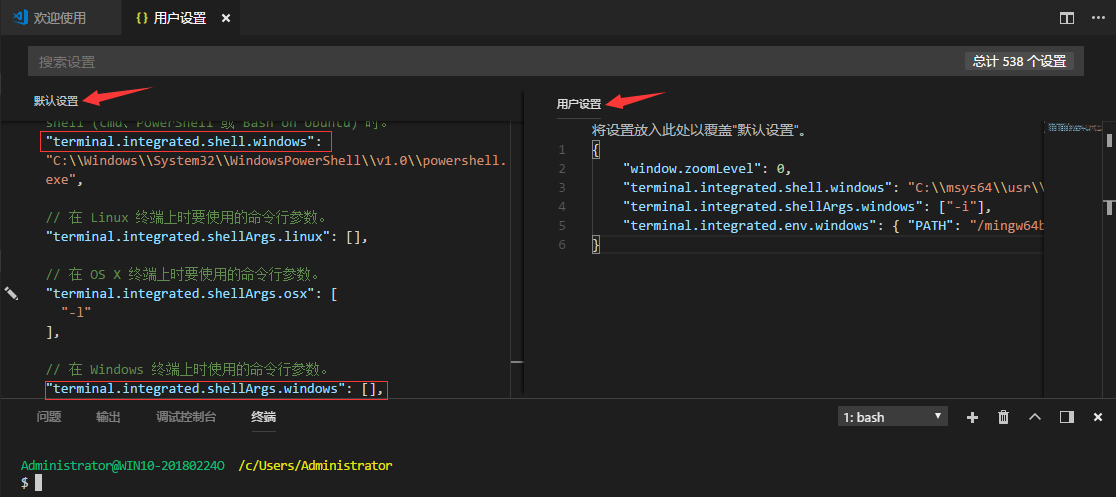 欢迎使用
{} 用户设置 ×
搜索设置
总计 538 个设置
默认设置
shell (cmd、PowerShell 或 Bash on Ubuntu) 时。
"terminal.integrated.shell.windows":
"C:\\Windows\\System32\\WindowsPowerShell\\v1.0\\powershell.
exe",
// 在 Linux 终端上时要使用的命令行参数。
"terminal.integrated.shellArgs.linux": [],
// 在 OS X 终端上时要使用的命令行参数。
"terminal.integrated.shellArgs.osx": [
"-l"
],
// 在 Windows 终端上时使用的命令行参数。
"terminal.integrated.shellArgs.windows": [],
用户设置
将设置放入此处以覆盖"默认设置"。
1 {
2 "window.zoomLevel": 0,
3 "terminal.integrated.shell.windows": "C:\\msys64\\usr\\
4 "terminal.integrated.shellArgs.windows": ["-i"],
5 "terminal.integrated.env.windows": { "PATH": "/mingw64b
6 }
问题 输出 调试控制台 终端
1: bash
Administrator@WIN10-20180224O /c/Users/Administrator
$